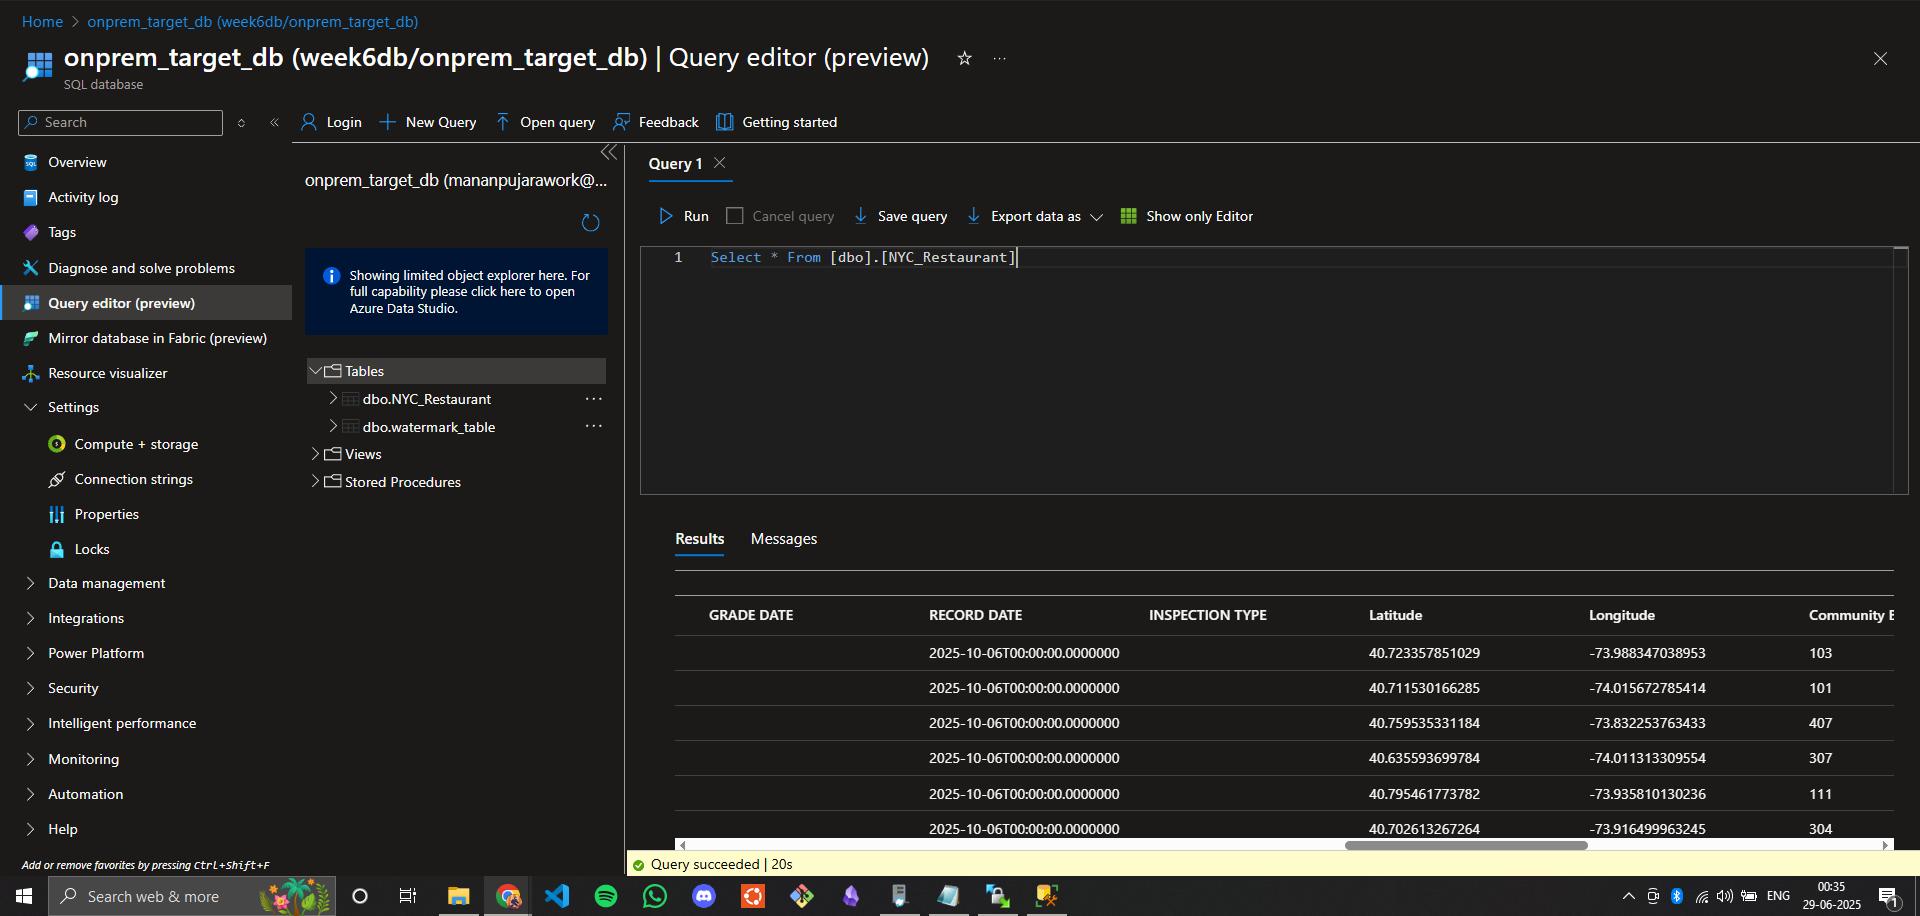 Home > onprem_target_db (week6db/onprem_target_db)
onprem_target_db (week6db/onprem_target_db) | Query editor (preview)
SQL database
Search
Overview
Activity log
Tags
Diagnose and solve problems
Query editor (preview)
Mirror database in Fabric (preview)
Resource visualizer
Settings
Compute + storage
Connection strings
Properties
Locks
Data management
Integrations
Power Platform
Security
Intelligent performance
Monitoring
Automation
Help
Add or remove favorites by pressing Ctrl+Shift+F
Login
New Query
Open query
Feedback
Getting started
onprem_target_db (mananpujarawork@...
Showing limited object explorer here. For
full capability please click here to open
Azure Data Studio.
Tables
dbo.NYC_Restaurant
dbo.watermark_table
Views
Stored Procedures
Query 1
Run
Cancel query
Save query
Export data as
Show only Editor
1 Select * From [dbo].[NYC_Restaurant]
Results
Messages
GRADE DATE RECORD DATE INSPECTION TYPE Latitude Longitude Community B
2025-10-06T00:00:00.0000000 40.723357851029 -73.988347038953 103
2025-10-06T00:00:00.0000000 40.711530166285 -74.015672785414 101
2025-10-06T00:00:00.0000000 40.759535331184 -73.832253763433 407
2025-10-06T00:00:00.0000000 40.635593699784 -74.011313309554 307
2025-10-06T00:00:00.0000000 40.795461773782 -73.935810130236 111
2025-10-06T00:00:00.0000000 40.702613267264 -73.916499963245 304
Query succeeded | 20s
Search web & more
ENG
00:35
29-06-2025
1